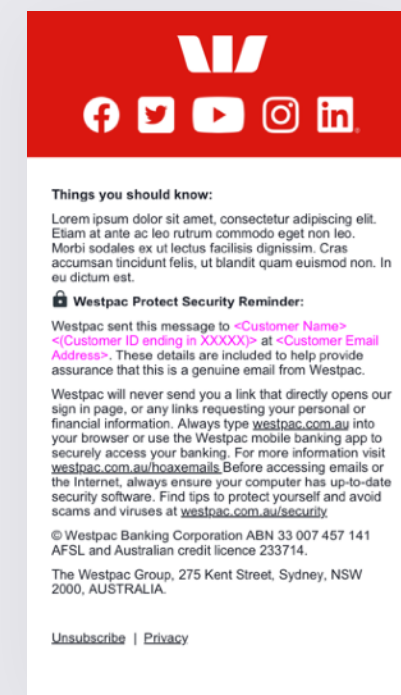 Things you should know:
Lorem ipsum dolor sit amet, consectetur adipiscing elit.
Etiam at ante ac leo rutrum commodo eget non leo.
Morbi sodales ex ut lectus facilisis dignissim. Cras
accumsan tincidunt felis, ut blandit quam euismod non. In
eu dictum est.
Westpac Protect Security Reminder:
Westpac sent this message to <Customer Name>
<(Customer ID ending in XXXXX)> at <Customer Email
Address>. These details are included to help provide
assurance that this is a genuine email from Westpac.
Westpac will never send you a link that directly opens our
sign in page, or any links requesting your personal or
financial information. Always type westpac.com.au into
your browser or use the Westpac mobile banking app to
securely access your banking. For more information visit
westpac.com.au/hoaxemails Before accessing emails or
the Internet, always ensure your computer has up-to-date
security software. Find tips to protect yourself and avoid
scams and viruses at westpac.com.au/security
© Westpac Banking Corporation ABN 33 007 457 141
AFSL and Australian credit licence 233714.
The Westpac Group, 275 Kent Street, Sydney, NSW
2000, AUSTRALIA.
Unsubscribe | Privacy